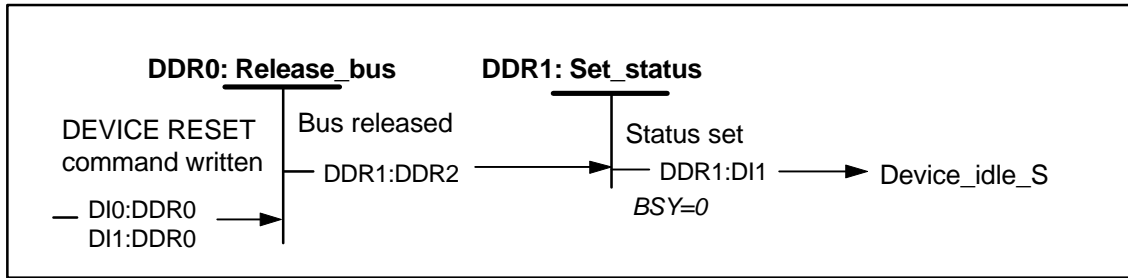 DDR0: Release_bus
DDR1: Set_status
DEVICE RESET
command written
Bus released
Status set
DDR1:DDR2
DDR1:DI1
Device_idle_S
BSY=0
DI0:DDR0
DI1:DDR0